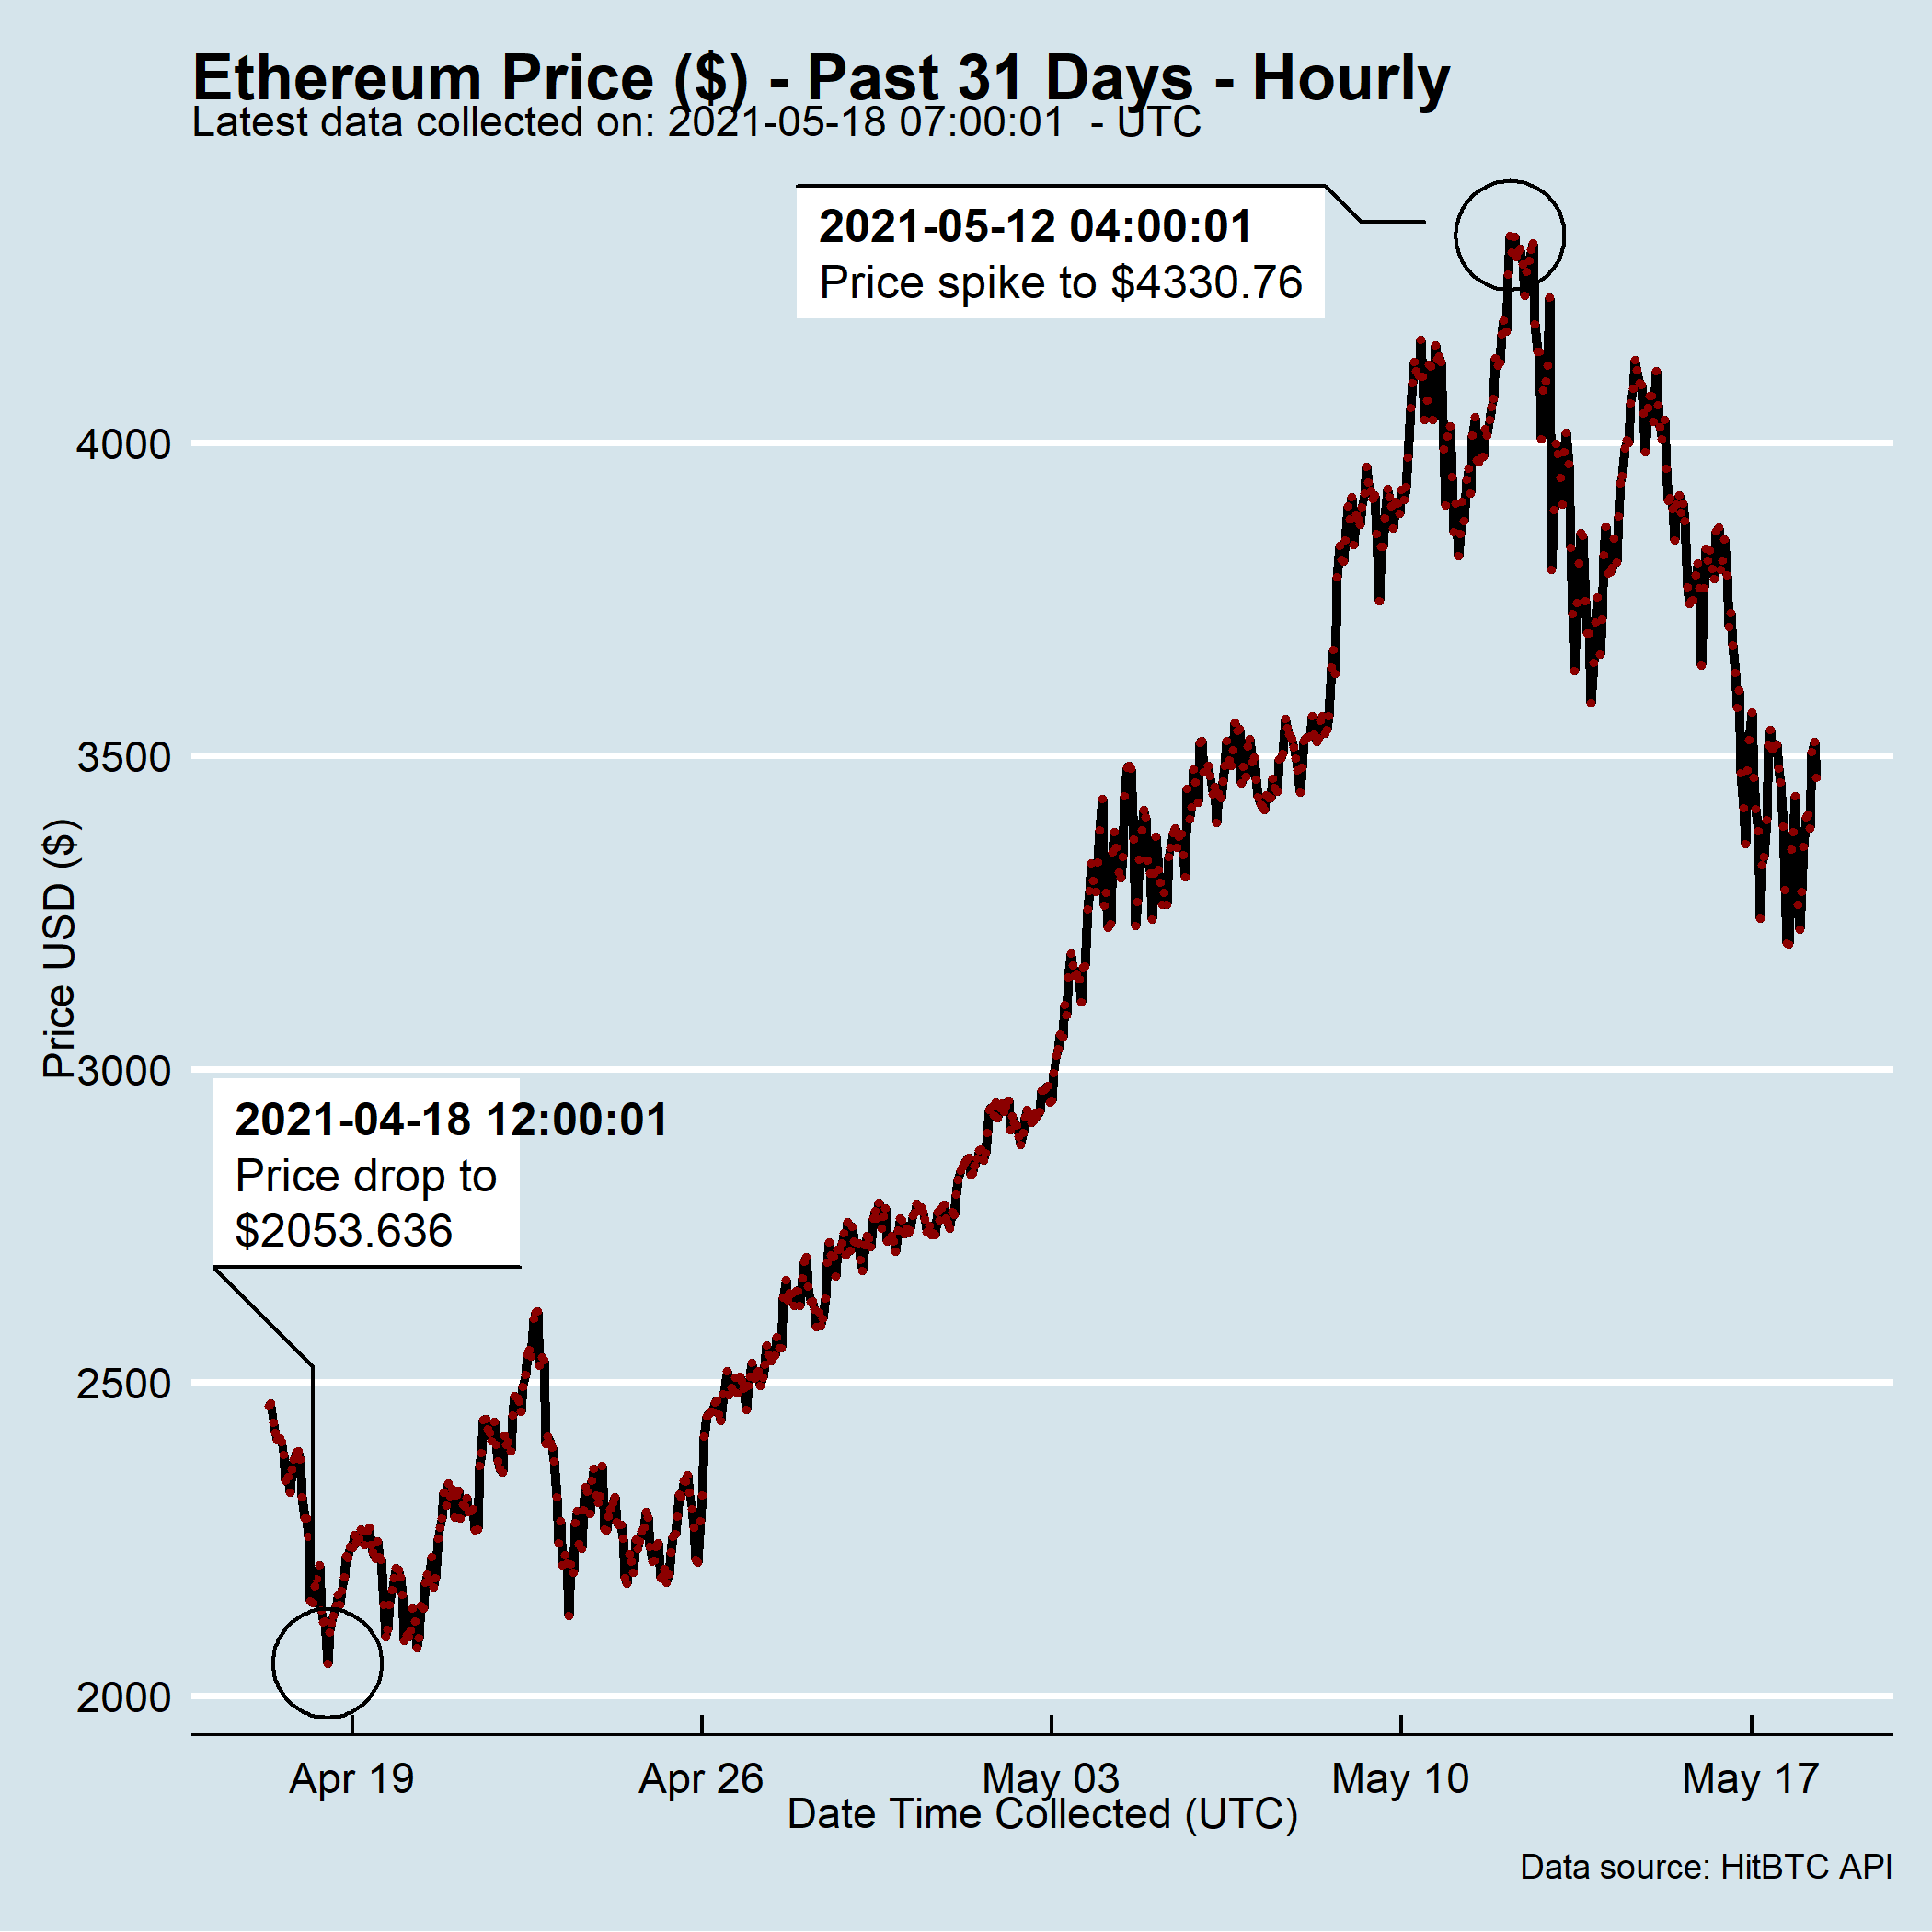 Ethereum Price ($) - Past 31 Days - Hourly
Latest data collected on: 2021-05-18 07:00:01  - UTC
2021-05-12 04:00:01
Price spike to $4330.76
4000
3500
Price USD ($)
3000
2021-04-18 12:00:01
Price drop to
$2053.636
2500
2000
Apr 19
Apr 26
May 03
May 10
May 17
Date Time Collected (UTC)
Data source: HitBTC API